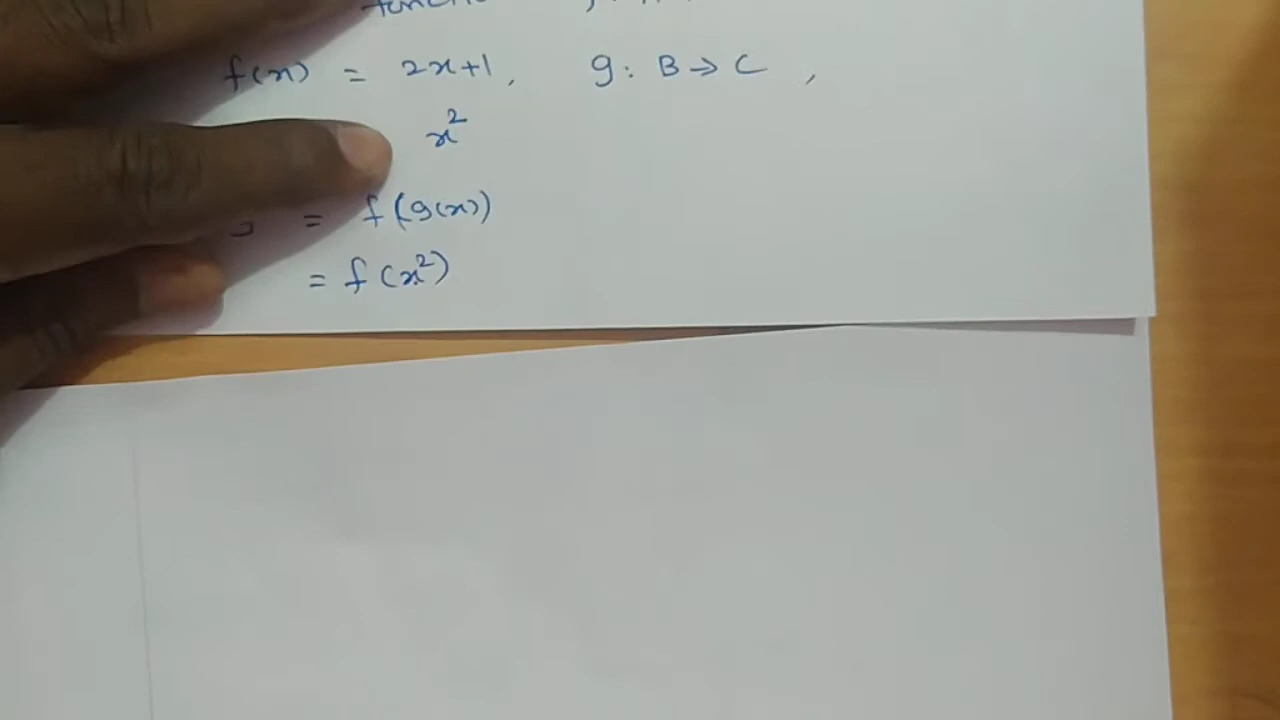 f(x) = 2x+1, g: B→C ,
x²
= f(g(x))
= f(x²)